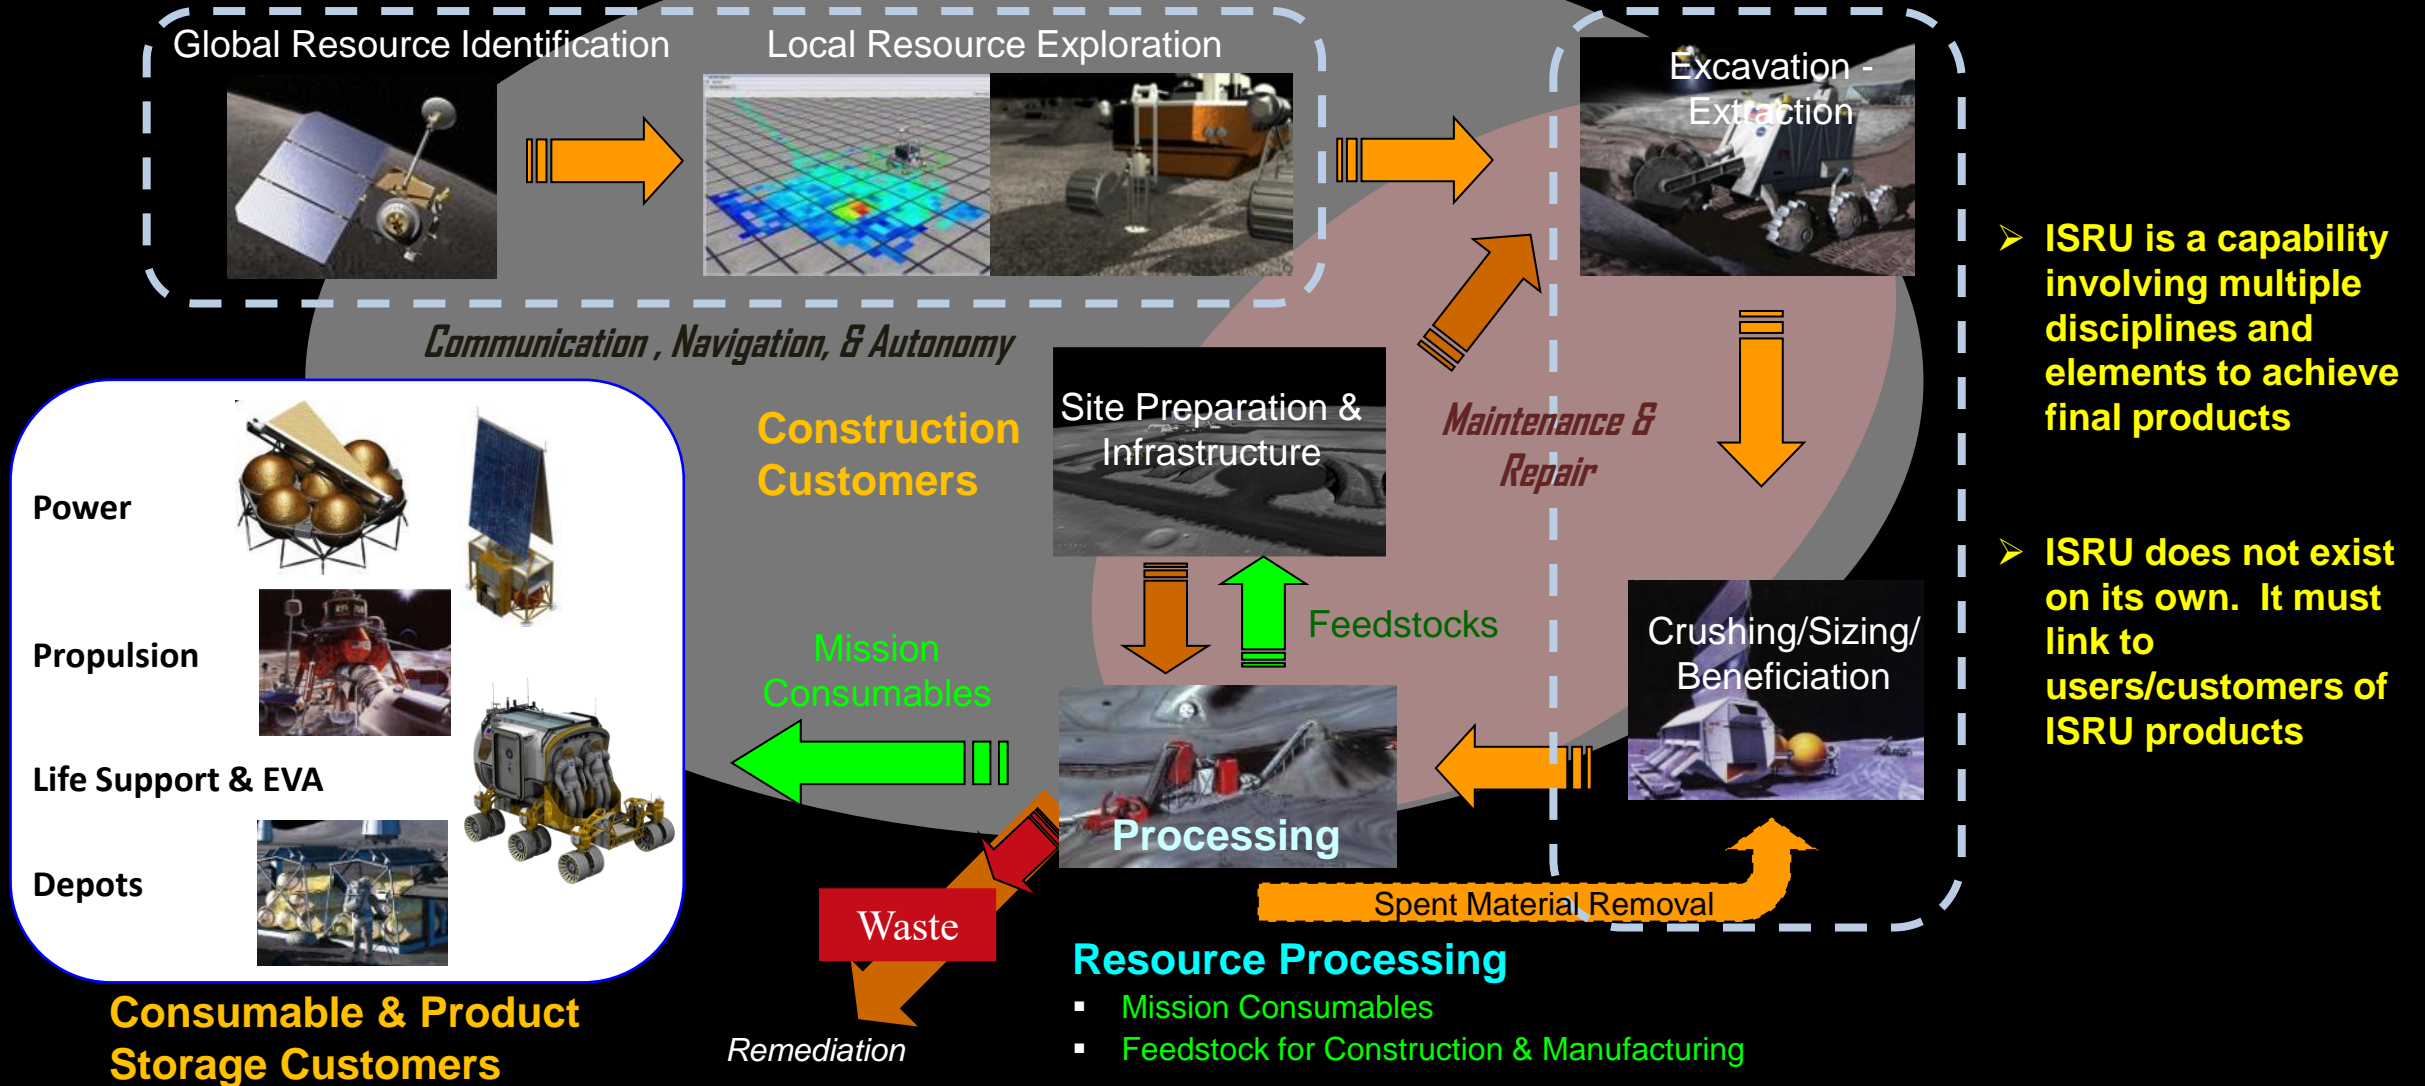 Global Resource Identification
Local Resource Exploration
Excavation -
Extraction
Communication , Navigation, & Autonomy
Construction
Customers
Site Preparation &
Infrastructure
Maintenance &
Repair
Feedstocks
Crushing/Sizing/
Beneficiation
Mission
Consumables
Processing
Power
Propulsion
Life Support & EVA
Depots
Consumable & Product
Storage Customers
Waste
Remediation
Spent Material Removal
Resource Processing
▪ Mission Consumables
▪ Feedstock for Construction & Manufacturing
➢ ISRU is a capability
involving multiple
disciplines and
elements to achieve
final products
➢ ISRU does not exist
on its own. It must
link to
users/customers of
ISRU products